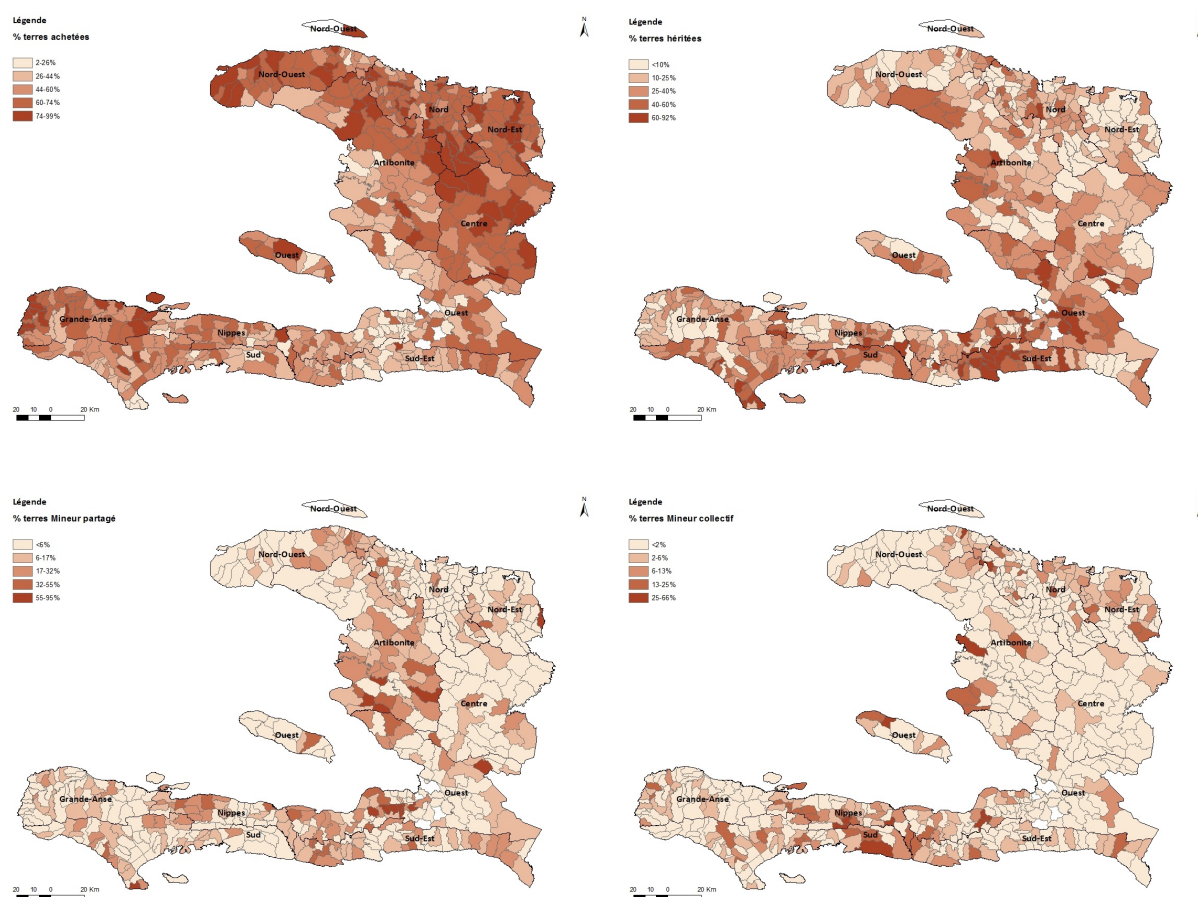 Légende
% terres achetées
2-26%
26-44%
44-60%
60-74%
74-99%
N
Nord-Ouest
Nord-Ouest
Nord
Nord-Est
Artibonite
Centre
Ouest
Grande-Anse
Nippes
Ouest
Sud
Sud-Est
20 10 0 20 Km
Légende
% terres héritées
<10%
10-25%
25-40%
40-60%
60-92%
Nord-Ouest
Nord-Ouest
Nord
Nord-Est
Artibonite
Centre
Ouest
Grande-Anse
Nippes
Ouest
Sud
Sud-Est
20 10 0 20 Km
Légende
% terres Mineur partagé
<6%
6-17%
17-32%
32-55%
55-95%
N
Nord-Ouest
Nord-Ouest
Nord
Nord-Est
Artibonite
Centre
Ouest
Grande-Anse
Nippes
Ouest
Sud
Sud-Est
20 10 0 20 Km
Légende
% terres Mineur collectif
<2%
2-6%
6-13%
13-25%
25-66%
Nord-Ouest
Nord-Ouest
Nord
Nord-Est
Artibonite
Centre
Ouest
Grande-Anse
Nippes
Ouest
Sud
Sud-Est
20 10 0 20 Km